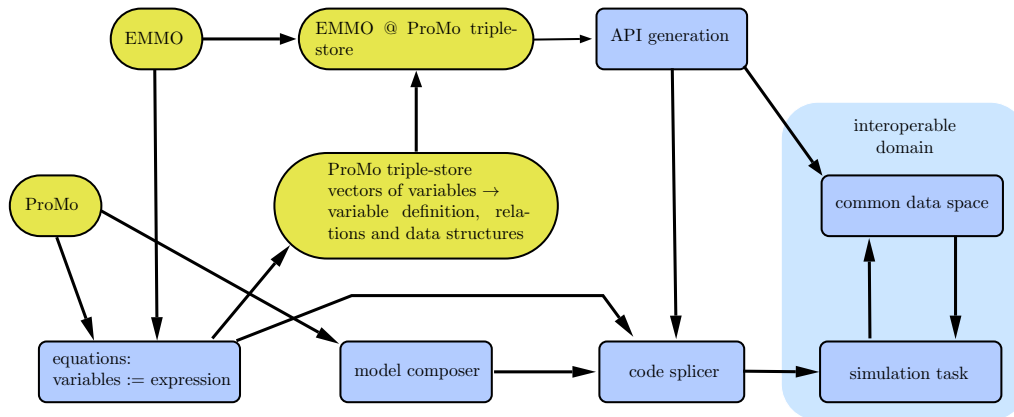 EMMO
EMMO @ ProMo triple-
store
API generation
interoperable
domain
ProMo triple-store
vectors of variables →
variable definition, rela-
tions and data structures
ProMo
common data space
equations:
variables := expression
model composer
code splicer
simulation task